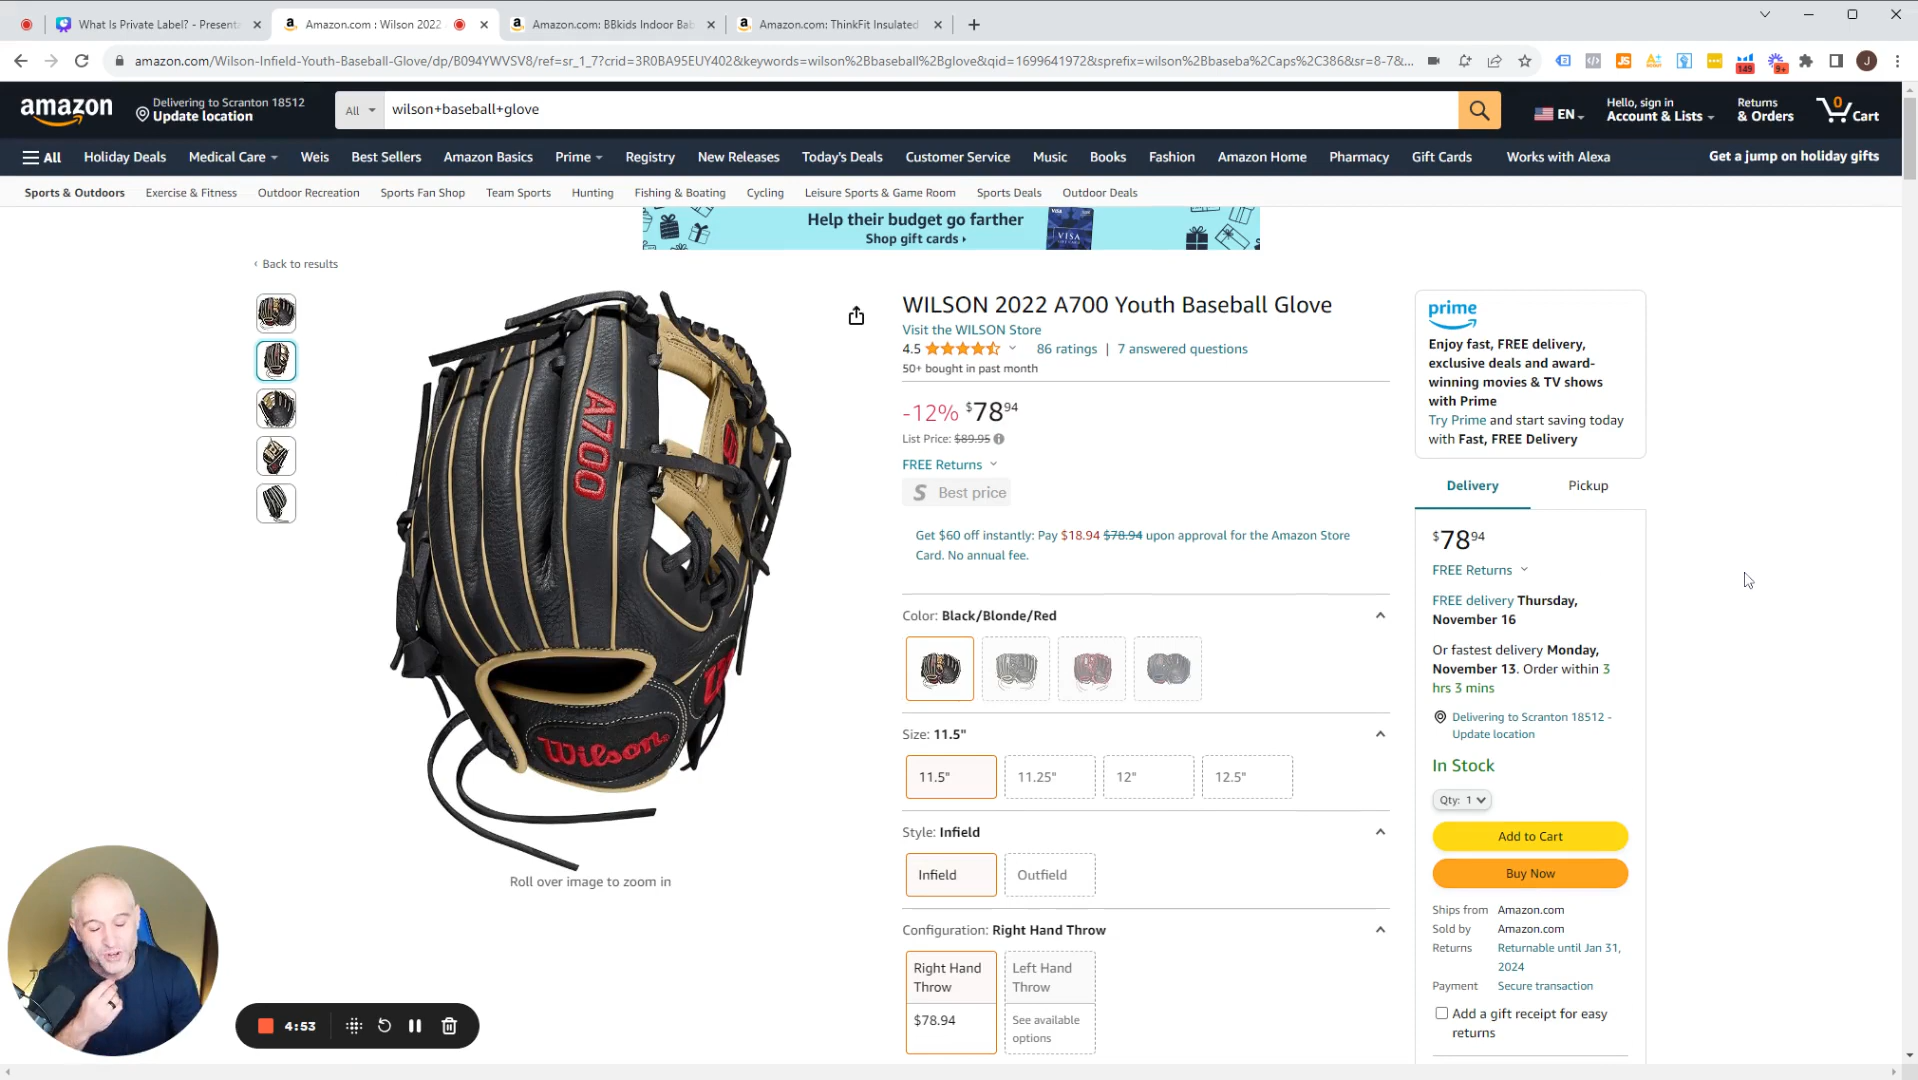 What Is Private Label? - Present
Amazon.com : Wilson 2022
Amazon.com: BBkids Indoor Bab
Amazon.com: ThinkFit Insulated
amazon.com/Wilson-Infield-Youth-Baseball-Glove/dp/B094YWVSV8/ref=sr_1_7?crid=3R0BA95EUY402&keywords=wilson%2Bbaseball%2Bglove&qid=1699641972&sprefix=wilson%2Bbaseba%2Caps%2C386&sr=8-7&...
149
9+
J
amazon
Delivering to Scranton 18512
Update location
All
wilson+baseball+glove
EN
Hello, sign in
Account & Lists
Returns
& Orders
0
Cart
All
Holiday Deals
Medical Care
Weis
Best Sellers
Amazon Basics
Prime
Registry
New Releases
Today's Deals
Customer Service
Music
Books
Fashion
Amazon Home
Pharmacy
Gift Cards
Works with Alexa
Get a jump on holiday gifts
Sports & Outdoors
Exercise & Fitness
Outdoor Recreation
Sports Fan Shop
Team Sports
Hunting
Fishing & Boating
Cycling
Leisure Sports & Game Room
Sports Deals
Outdoor Deals
Help their budget go farther
Shop gift cards ›
VISA
‹ Back to results
A700
Wilson
Roll over image to zoom in
WILSON 2022 A700 Youth Baseball Glove
Visit the WILSON Store
4.5
86 ratings | 7 answered questions
50+ bought in past month
-12% $78 94
List Price: $89.95
FREE Returns
S Best price
Get $60 off instantly: Pay $18.94 $78.94 upon approval for the Amazon Store
Card. No annual fee.
Color: Black/Blonde/Red
Size: 11.5"
11.5"
11.25"
12"
12.5"
Style: Infield
Infield
Outfield
Configuration: Right Hand Throw
Right Hand
Throw
$78.94
Left Hand
Throw
See available
options
prime
Enjoy fast, FREE delivery,
exclusive deals and award-
winning movies & TV shows
with Prime
Try Prime and start saving today
with Fast, FREE Delivery
Delivery
Pickup
$78 94
FREE Returns
FREE delivery Thursday,
November 16
Or fastest delivery Monday,
November 13. Order within 3
hrs 3 mins
Delivering to Scranton 18512 -
Update location
In Stock
Qty: 1
Add to Cart
Buy Now
Ships from Amazon.com
Sold by Amazon.com
Returns Returnable until Jan 31,
2024
Payment Secure transaction
Add a gift receipt for easy
returns
4:53